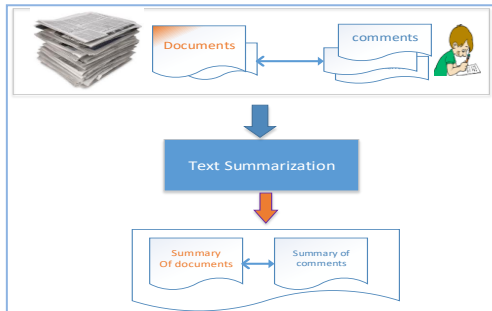 Documents
comments
Text Summarization
Summary
Of documents
Summary of
comments